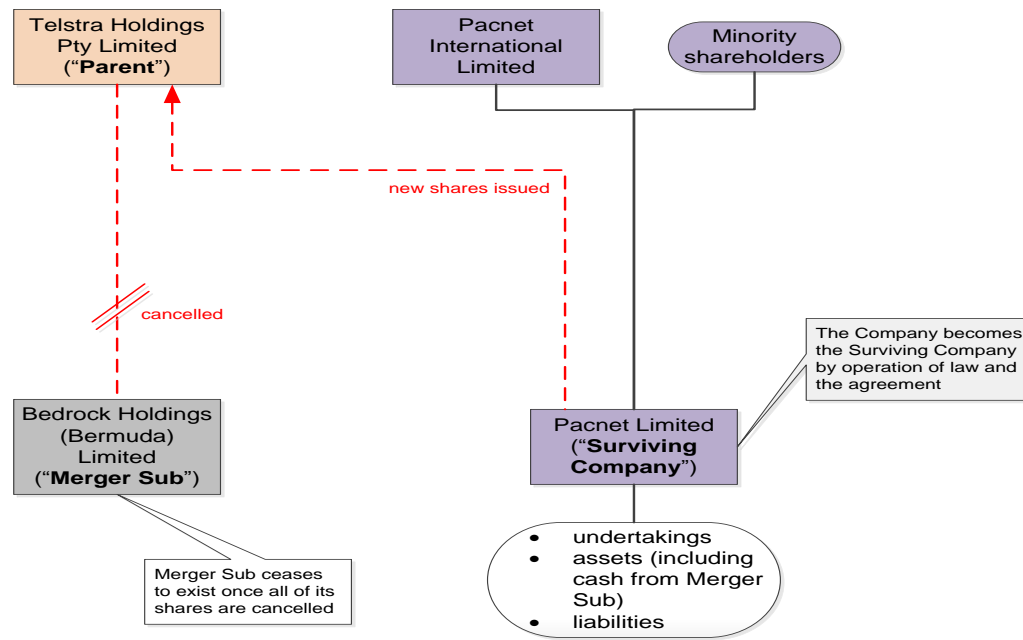 Telstra Holdings
Pty Limited
(“Parent”)
Pacnet
International
Limited
Minority
shareholders
new shares issued
cancelled
The Company becomes
the Surviving Company
by operation of law and
the agreement
Bedrock Holdings
(Bermuda)
Limited
(“Merger Sub”)
Pacnet Limited
(“Surviving
Company”)
Merger Sub ceases
to exist once all of its
shares are cancelled
• undertakings
• assets (including
cash from Merger
Sub)
• liabilities